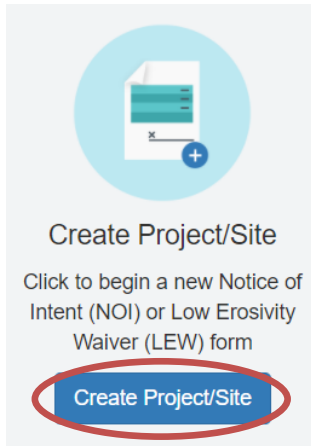 Create Project/Site
Click to begin a new Notice of
Intent (NOI) or Low Erosivity
Waiver (LEW) form
Create Project/Site